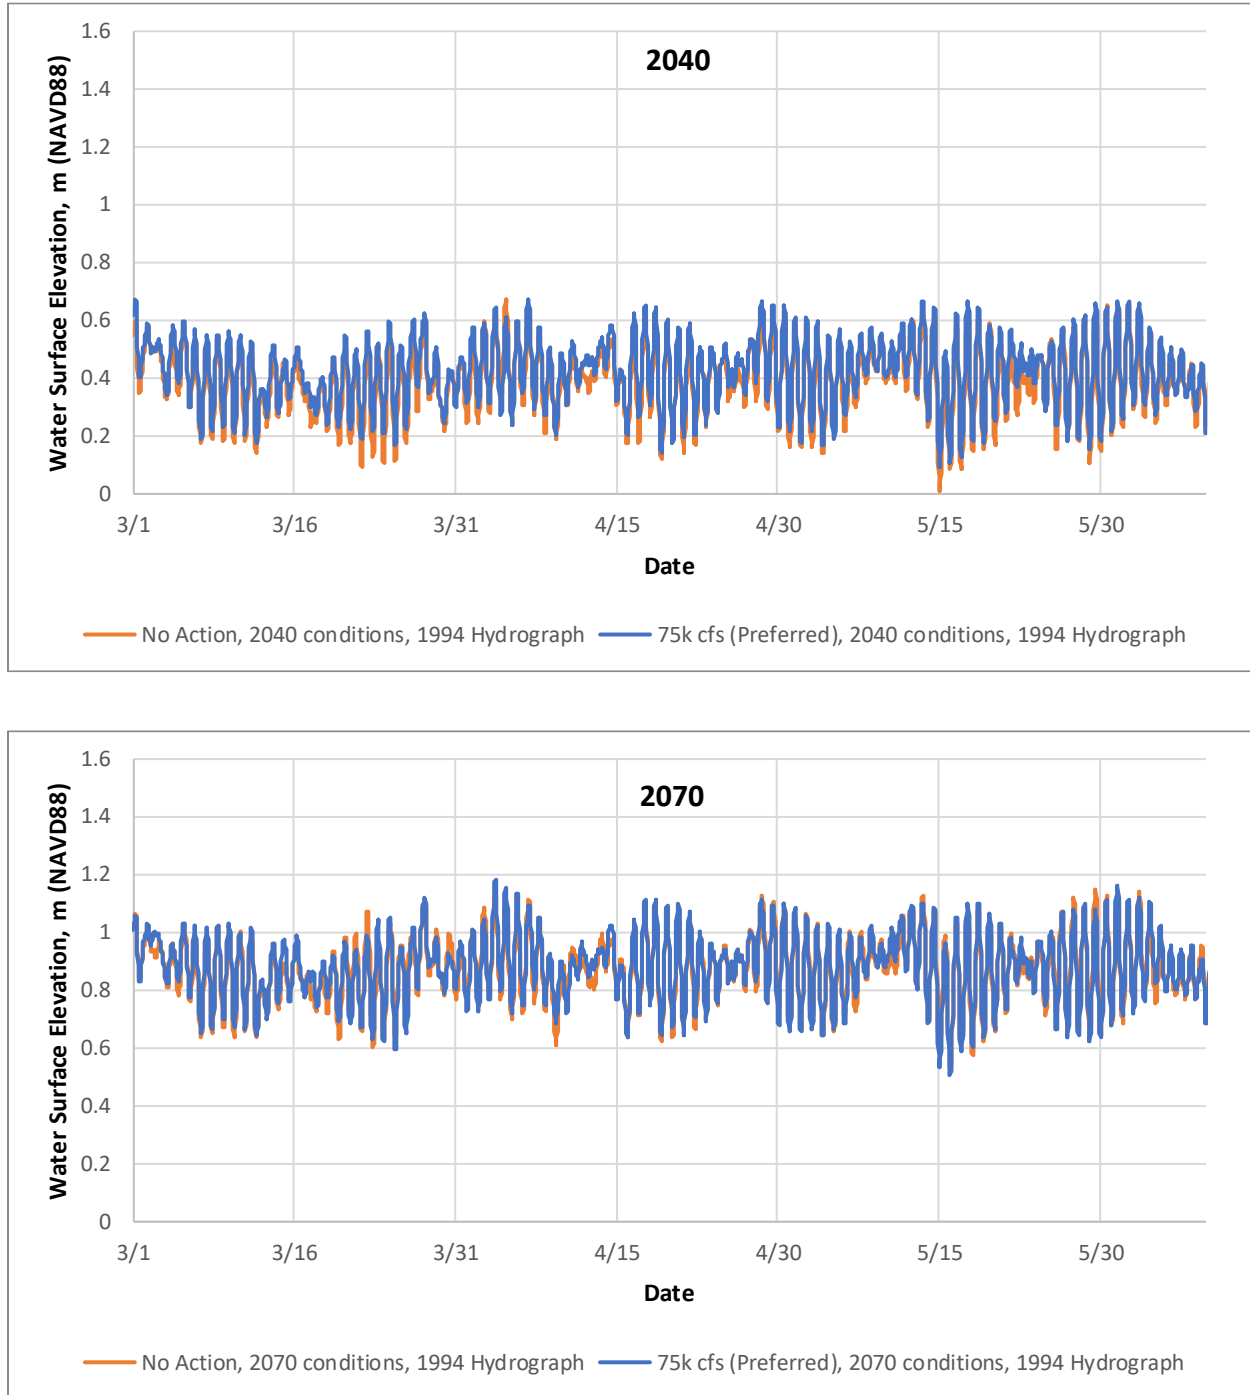 1.6
2040
1.4
1.2
1
0.8
0.6
0.4
0.2
0
Water Surface Elevation, m (NAVD88)
3/1 3/16 3/31 4/15 4/30 5/15 5/30
Date
No Action, 2040 conditions, 1994 Hydrograph 75k cfs (Preferred), 2040 conditions, 1994 Hydrograph
1.6
2070
1.4
1.2
1
0.8
0.6
0.4
0.2
0
Water Surface Elevation, m (NAVD88)
3/1 3/16 3/31 4/15 4/30 5/15 5/30
Date
No Action, 2070 conditions, 1994 Hydrograph 75k cfs (Preferred), 2070 conditions, 1994 Hydrograph